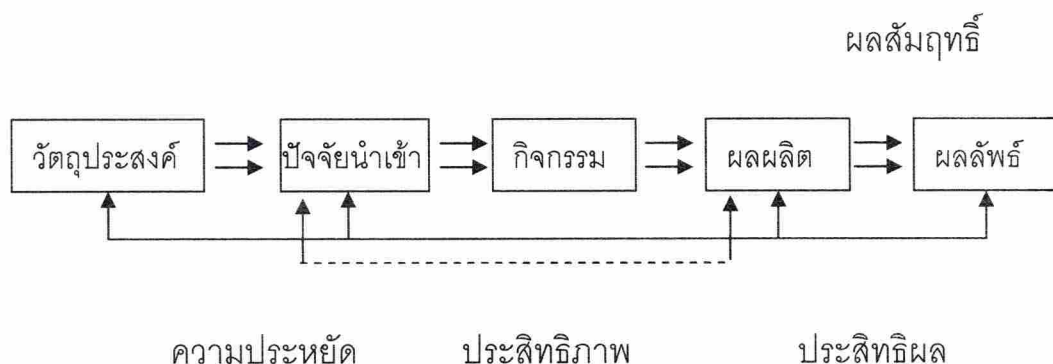 ผลสัมฤทธิ์
วัตถุประสงค์ ปัจจัยนำเข้า กิจกรรม ผลผลิต ผลลัพธ์
ความประหยัด ประสิทธิภาพ ประสิทธิผล